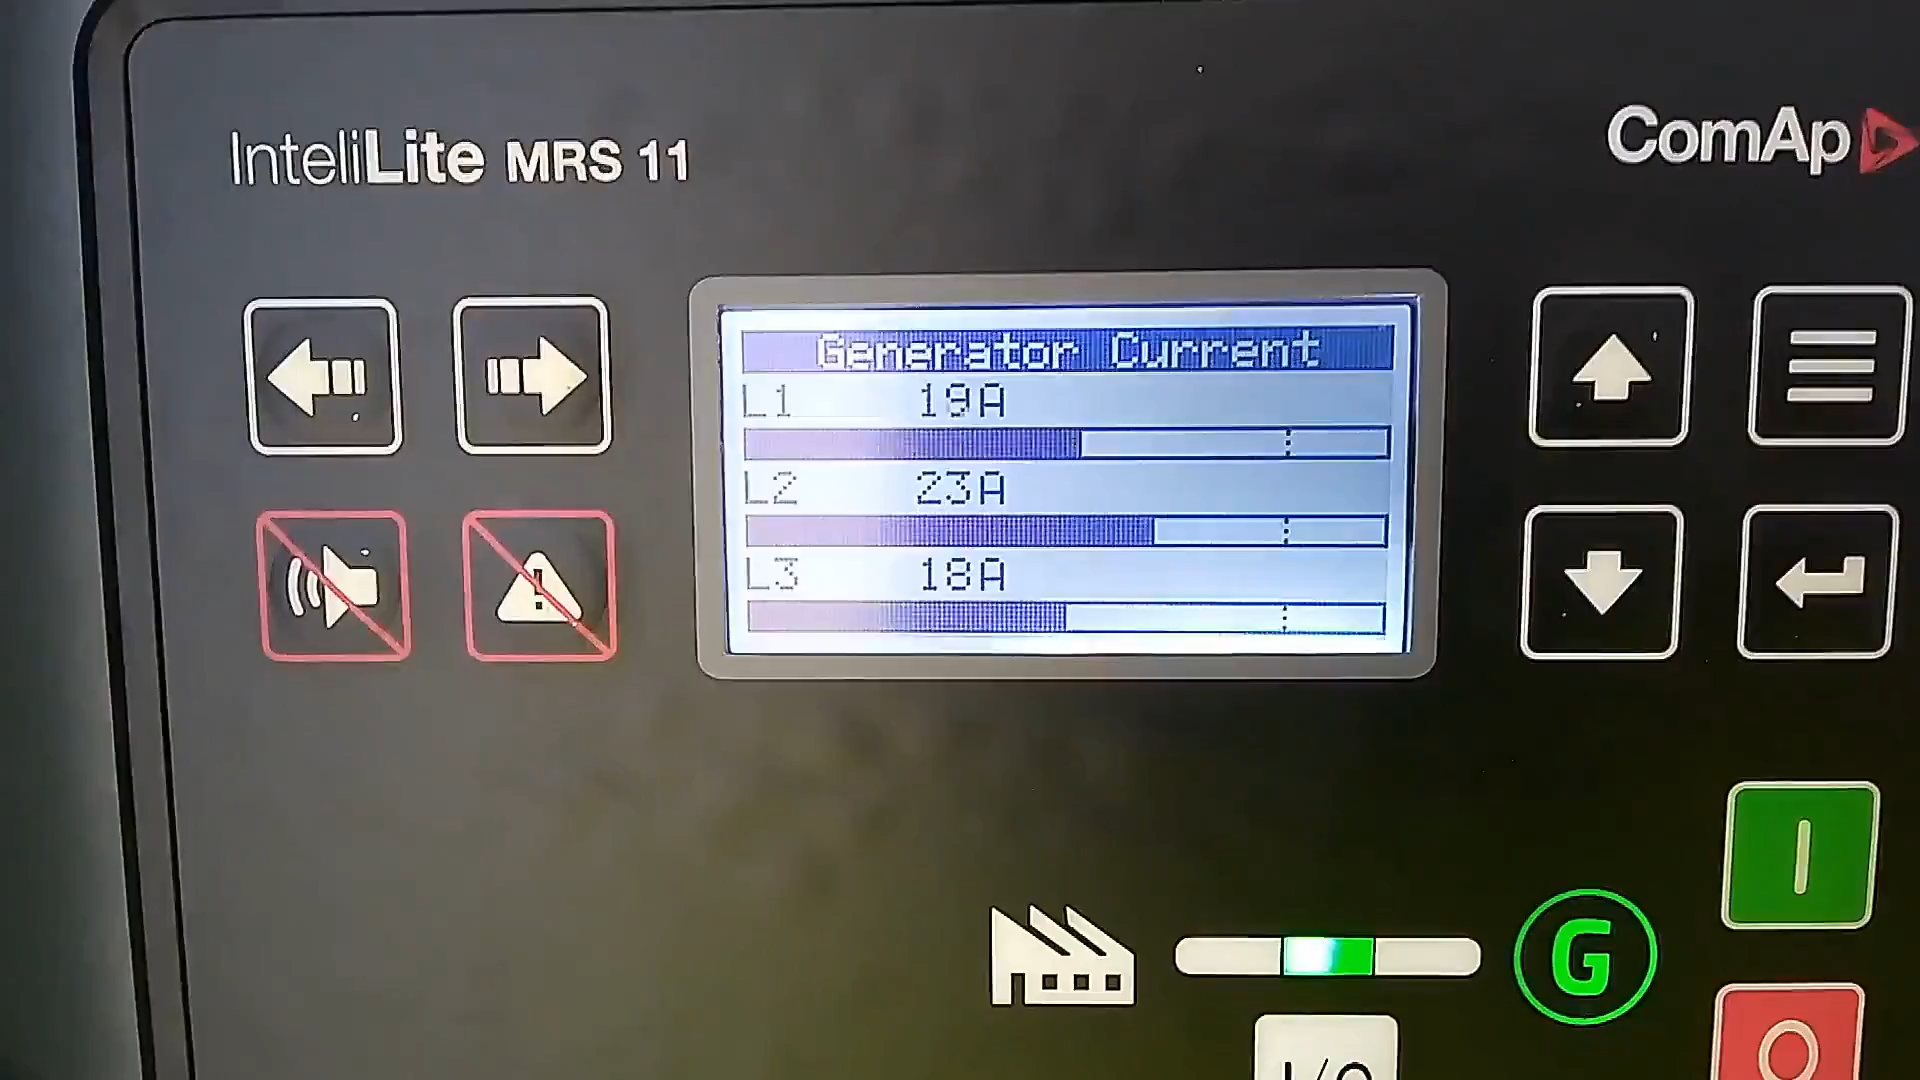 InteliLite MRS 11
ComAp
Generator Current
L1 19A
L2 23A
L3 18A
I
G
O
I/O